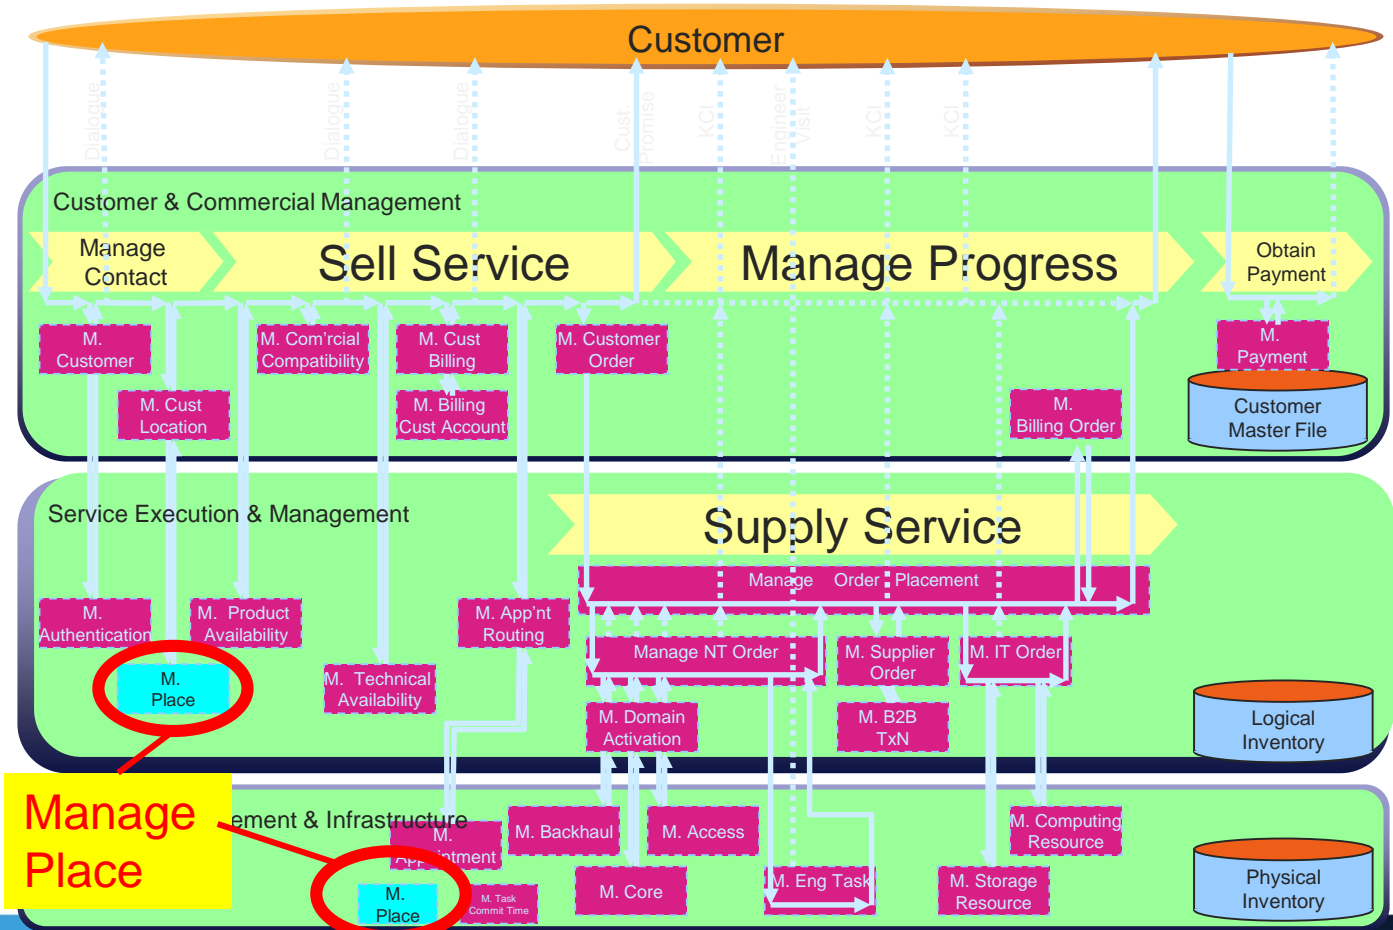 Customer
Dialogue
Dialogue
Dialogue
Cust.
Promise
KCI
Engineer
Visit
KCI
KCI
Customer & Commercial Management
Manage
Contact
Sell Service
Manage Progress
Obtain
Payment
M.
Customer
M. Com'rcial
Compatibility
M. Cust
Billing
M. Customer
Order
M.
Payment
M. Cust
Location
M. Billing
Cust Account
M.
Billing Order
Customer
Master File
Service Execution & Management
Supply Service
Manage Order Placement
M.
Authentication
M. Product
Availability
M. App'nt
Routing
Manage NT Order
M. Supplier
Order
M. IT Order
M.
Place
M. Technical
Availability
M. Domain
Activation
M. B2B
TxN
Logical
Inventory
Manage
Place
ement & Infrastructure
M.
Appointment
M. Backhaul
M. Access
M. Computing
Resource
M.
Place
M. Task
Commit Time
M. Core
M. Eng Task
M. Storage
Resource
Physical
Inventory